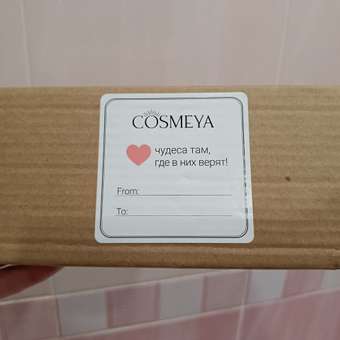 COSMEYA
чудеса там,
где в них верят!
From:
To: